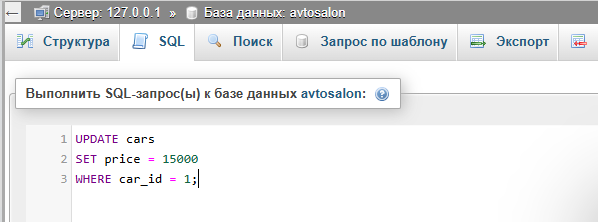 Сервер: 127.0.0.1 » База данных: avtosalon
Структура SQL Поиск Запрос по шаблону Экспорт
Выполнить SQL-запрос(ы) к базе данных avtosalon:
1 UPDATE cars
2 SET price = 15000
3 WHERE car_id = 1;